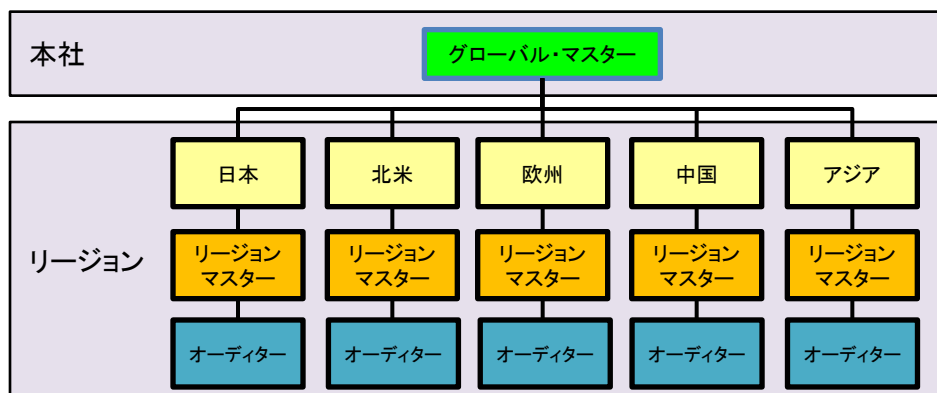 本社
グローバル・マスター
日本
北米
欧州
中国
アジア
リージョン
リージョン
マスター
リージョン
マスター
リージョン
マスター
リージョン
マスター
リージョン
マスター
オーディター
オーディター
オーディター
オーディター
オーディター